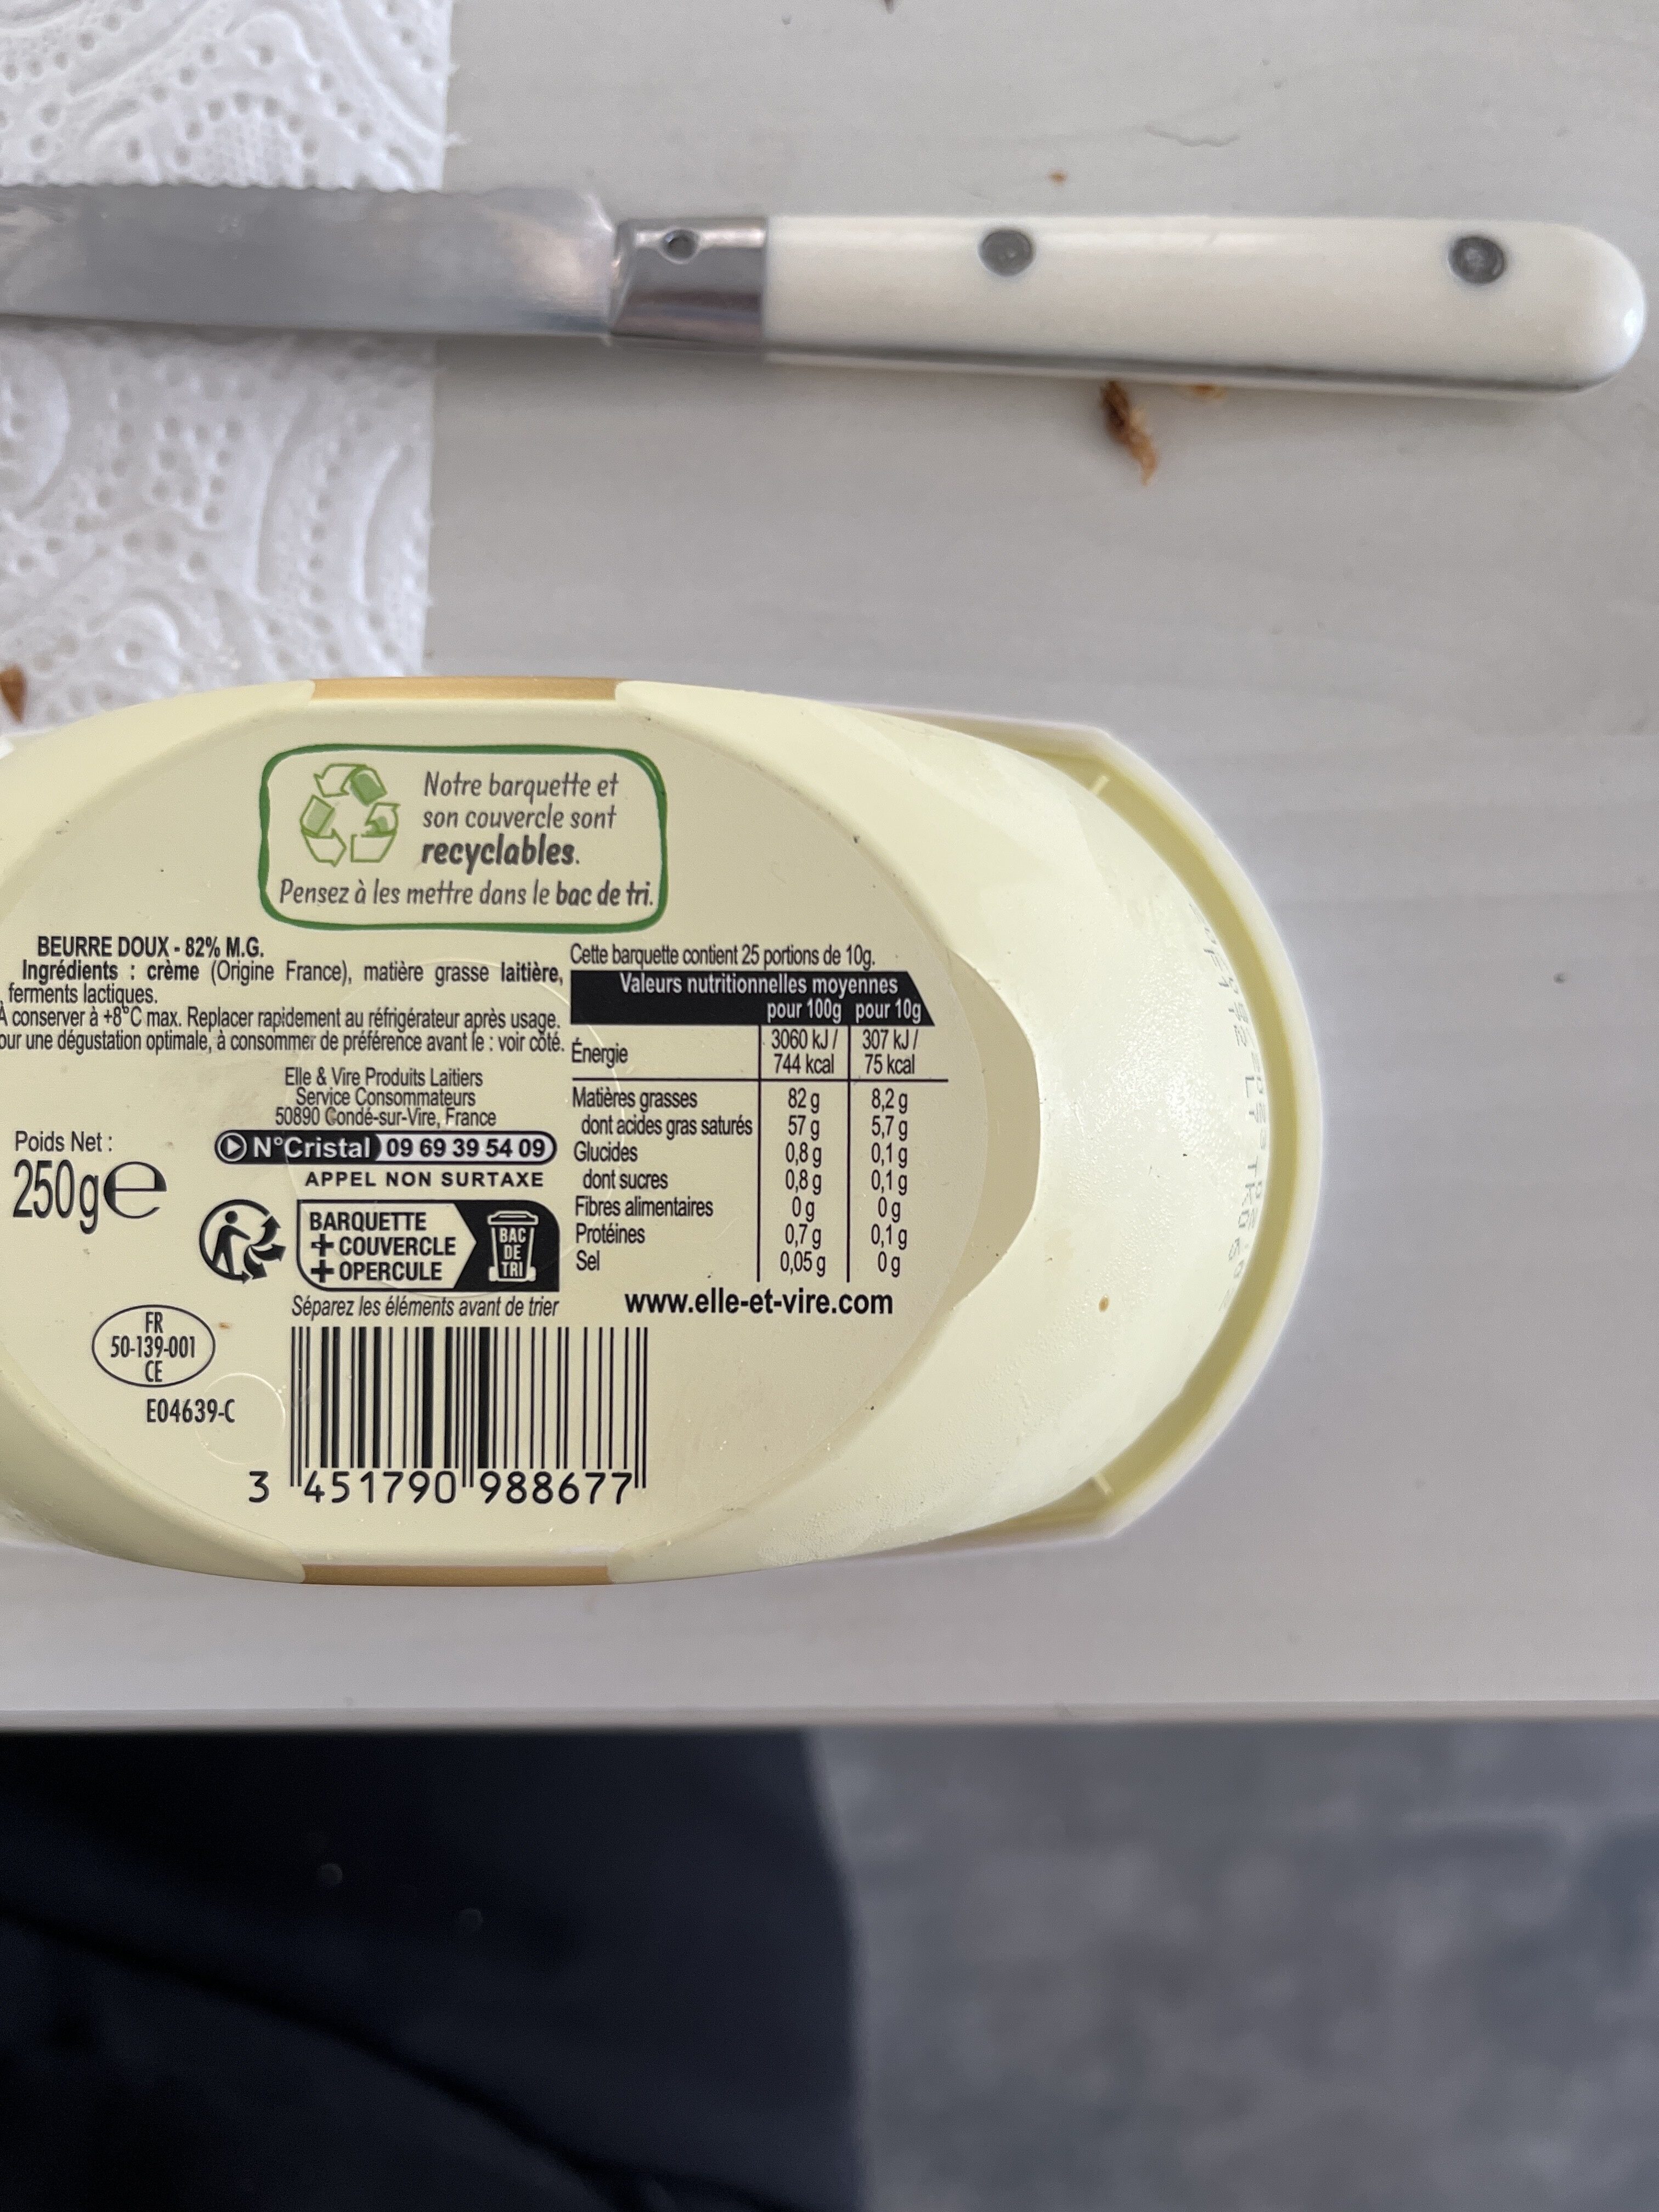 Notre barquette et
son couvercle sont
recyclables.
Pensez à les mettre dans le bac de tri.
BEURRE DOUX - 82% M.G.
Ingrédients : crème (Origine France), matière grasse laitière,
ferments lactiques.
À conserver à +8°C max. Replacer rapidement au réfrigérateur après usage.
our une dégustation optimale, à consommer de préférence avant le : voir côté.
Elle & Vire Produits Laitiers
Service Consommateurs
50890 Condé-sur-Vire, France
N°Cristal 09 69 39 54 09
APPEL NON SURTAXE
Poids Net :
250g e
BARQUETTE
+ COUVERCLE
+ OPERCULE
BAC
DE
TRI
Séparez les éléments avant de trier
FR
50-139-001
CE
E04639-C
3 451790 988677
Cette barquette contient 25 portions de 10g.
Valeurs nutritionnelles moyennes
pour 100g pour 10g
Énergie 3060 kJ / 744 kcal 307 kJ / 75 kcal
Matières grasses 82 g 8,2 g
dont acides gras saturés 57 g 5,7 g
Glucides 0,8 g 0,1 g
dont sucres 0,8 g 0,1 g
Fibres alimentaires 0 g 0 g
Protéines 0,7 g 0,1 g
Sel 0,05 g 0 g
www.elle-et-vire.com